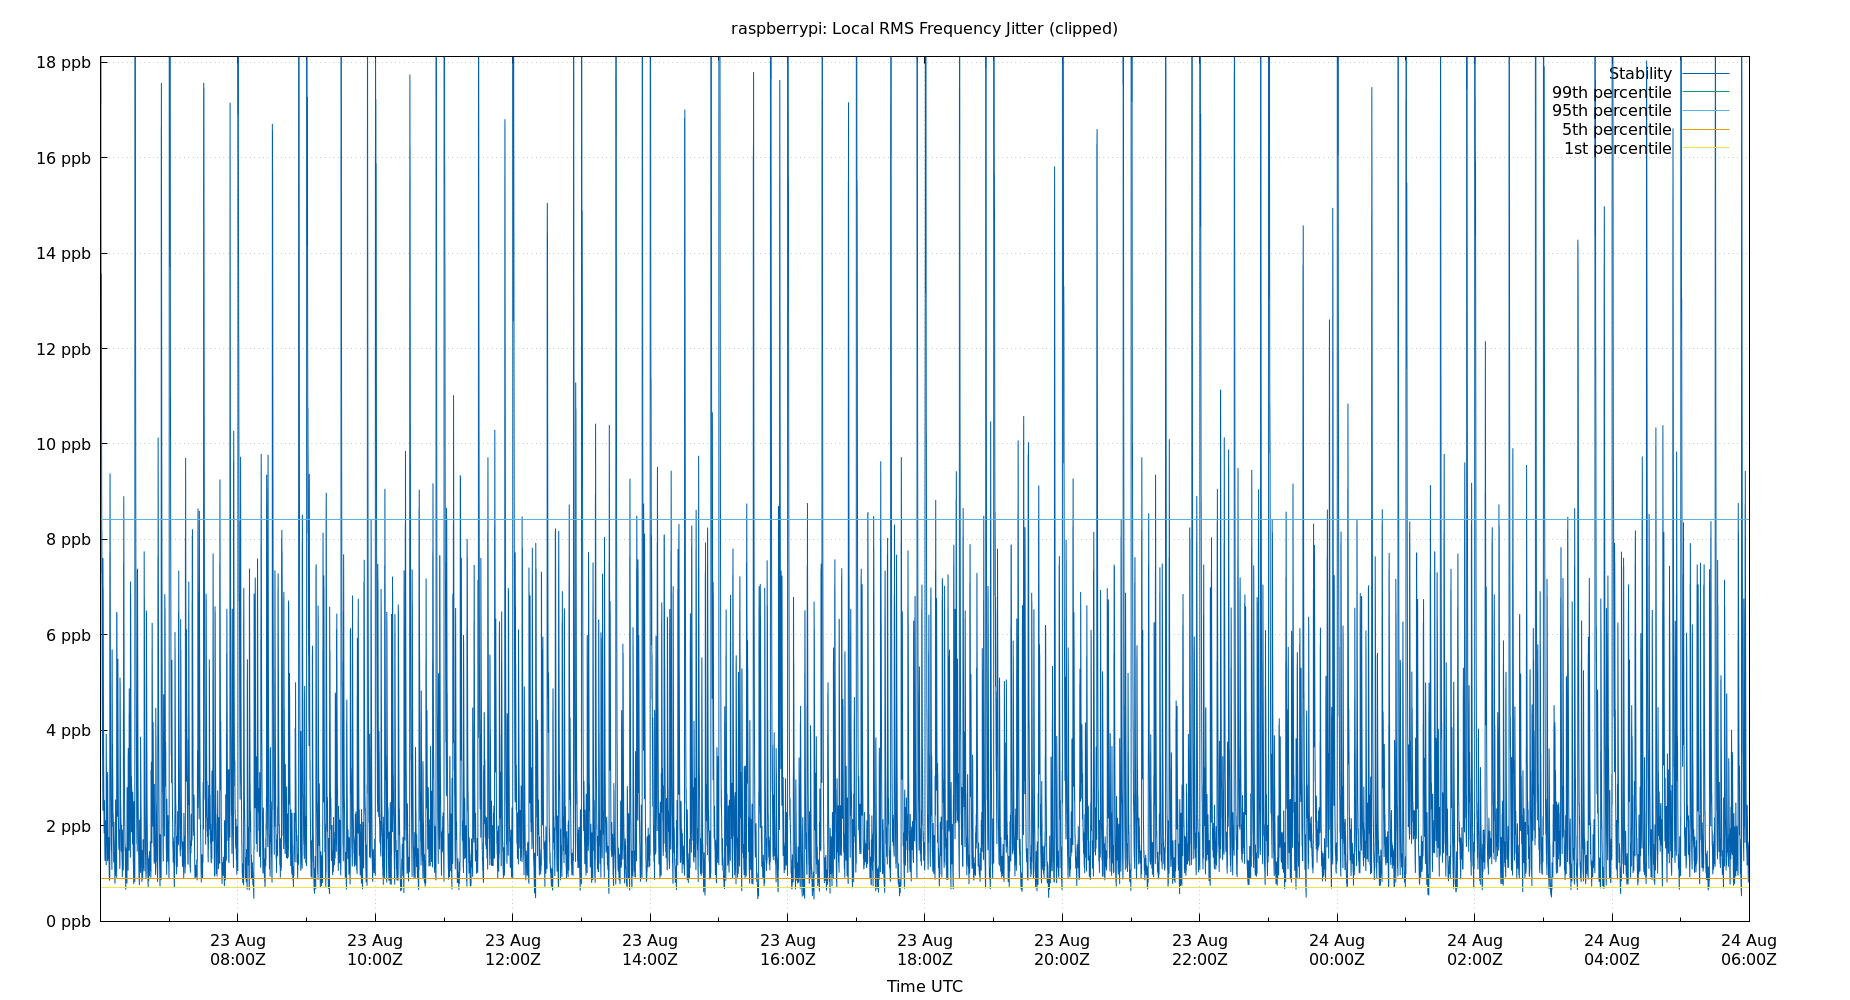 raspberrypi: Local RMS Frequency Jitter (clipped)
18 ppb
16 ppb
14 ppb
12 ppb
10 ppb
8 ppb
6 ppb
4 ppb
2 ppb
0 ppb
Stability
99th percentile
95th percentile
5th percentile
1st percentile
23 Aug 23 Aug 23 Aug 23 Aug 23 Aug 23 Aug 23 Aug 23 Aug 24 Aug 24 Aug 24 Aug 24 Aug
08:00Z 10:00Z 12:00Z 14:00Z 16:00Z 18:00Z 20:00Z 22:00Z 00:00Z 02:00Z 04:00Z 06:00Z
Time UTC